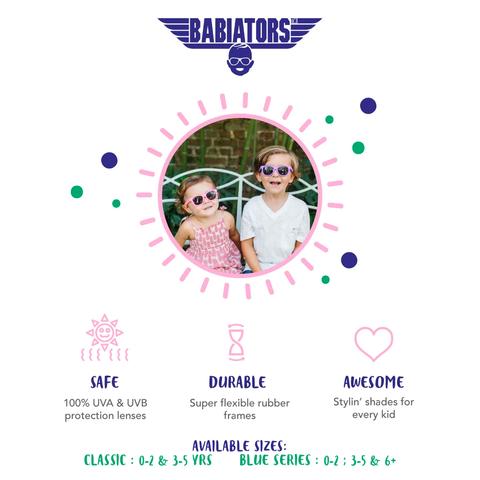 BABIATORS™
SAFE
100% UVA & UVB
protection lenses
DURABLE
Super flexible rubber
frames
AWESOME
Stylin' shades for
every kid
AVAILABLE SIZES:
CLASSIC : 0-2 & 3-5 YRS BLUE SERIES : 0-2 ; 3-5 & 6+